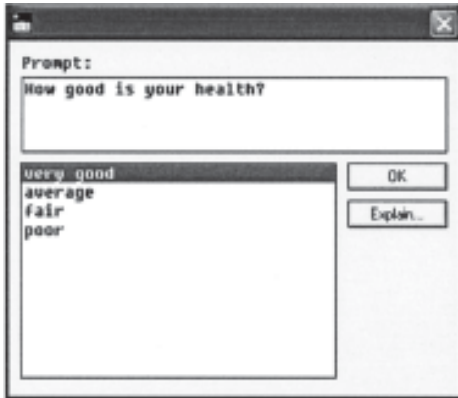 Prompt:
How good is your health?
very good
average
fair
poor
OK
Explain...